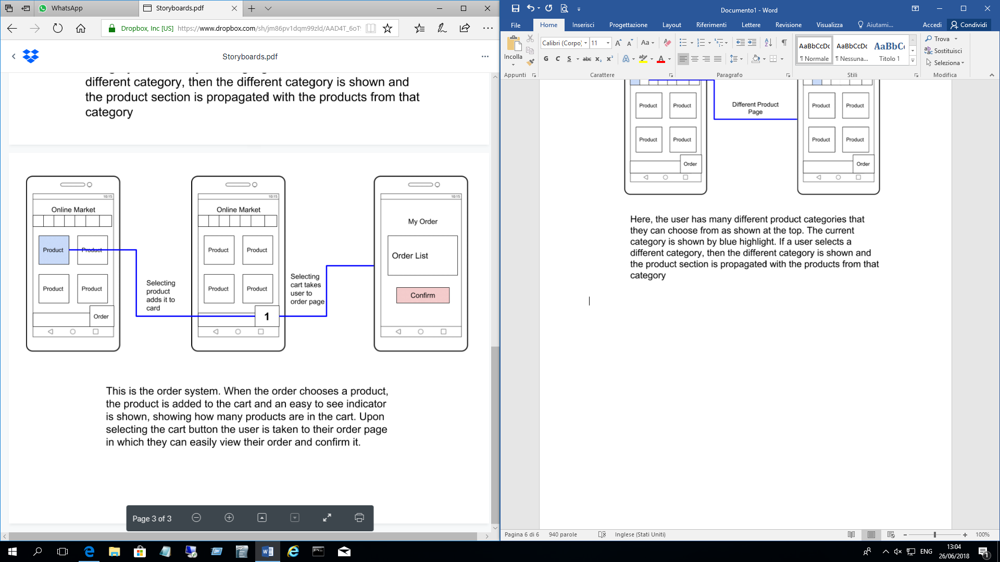 WhatsApp
Storyboards.pdf
Dropbox, Inc [US]
https://www.dropbox.com/sh/jm86pv1dqm99zld/AAD4T_6oT
Storyboards.pdf
different category, then the different category is shown and
the product section is propagated with the products from that
category
10:15
10:15
10:15
Online Market
Online Market
My Order
Product
Product
Product
Product
Order List
Selecting
product
adds it to
card
Selecting
cart takes
user to
order page
Product
Product
Product
Product
Confirm
Order
1
This is the order system. When the order chooses a product,
the product is added to the cart and an easy to see indicator
is shown, showing how many products are in the cart. Upon
selecting the cart button the user is taken to their order page
in which they can easily view their order and confirm it.
Page 3 of 3
Documento1 - Word
File
Home
Inserisci
Progettazione
Layout
Riferimenti
Lettere
Revisione
Visualizza
Aiutami...
Accedi
Condividi
Incolla
Calibri (Corpo)
11
Aa
G C S abc x₂ x²
AaBbCcDc
AaBbCcDc
AaBbCc
¶ Normale
¶ Nessuna...
Titolo 1
Trova
Sostituisci
Seleziona
Appunti
Carattere
Paragrafo
Stili
Modifica
Product
Product
Different Product
Page
Product
Product
Product
Product
Product
Product
Order
Order
Here, the user has many different product categories that
they can choose from as shown at the top. The current
category is shown by blue highlight. If a user selects a
different category, then the different category is shown and
the product section is propagated with the products from that
category
Pagina 6 di 6
940 parole
Inglese (Stati Uniti)
100%
ENG
13:04
26/06/2018
1